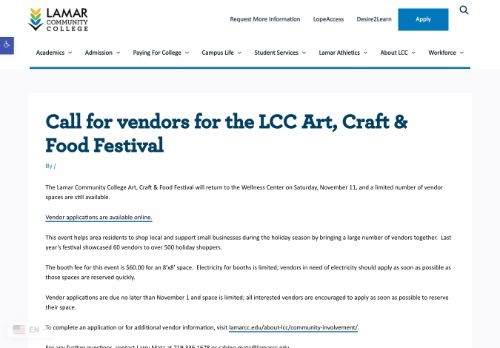 LAMAR
COMMUNITY
COLLEGE
Request More Information LopeAccess Desire2Learn Apply
Academics Admission Paying For College Campus Life Student Services Lamar Athletics About LCC Workforce
Call for vendors for the LCC Art, Craft &
Food Festival
By /
The Lamar Community College Art, Craft & Food Festival will return to the Wellness Center on Saturday, November 11, and a limited number of vendor
spaces are still available.
Vendor applications are available online.
This event helps area residents to shop local and support small businesses during the holiday season by bringing a large number of vendors together. Last
year's festival showcased 60 vendors to over 500 holiday shoppers.
The booth fee for this event is $60.00 for an 8'x8' space. Electricity for booths is limited; vendors in need of electricity should apply as soon as possible as
those spaces are reserved quickly.
Vendor applications are due no later than November 1 and space is limited; all interested vendors are encouraged to apply as soon as possible to reserve
their space.
EN
To complete an application or for additional vendor information, visit lamarcc.edu/about-lcc/community-involvement/.
For any further questions, contact